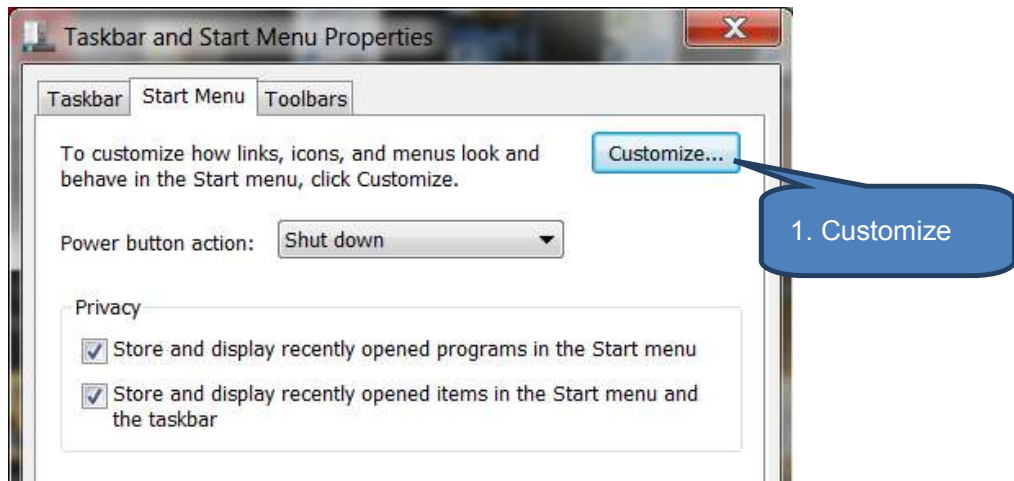 Taskbar and Start Menu Properties
X
Taskbar Start Menu Toolbars
To customize how links, icons, and menus look and
behave in the Start menu, click Customize.
Customize...
1. Customize
Power button action: Shut down
Privacy
Store and display recently opened programs in the Start menu
Store and display recently opened items in the Start menu and
the taskbar